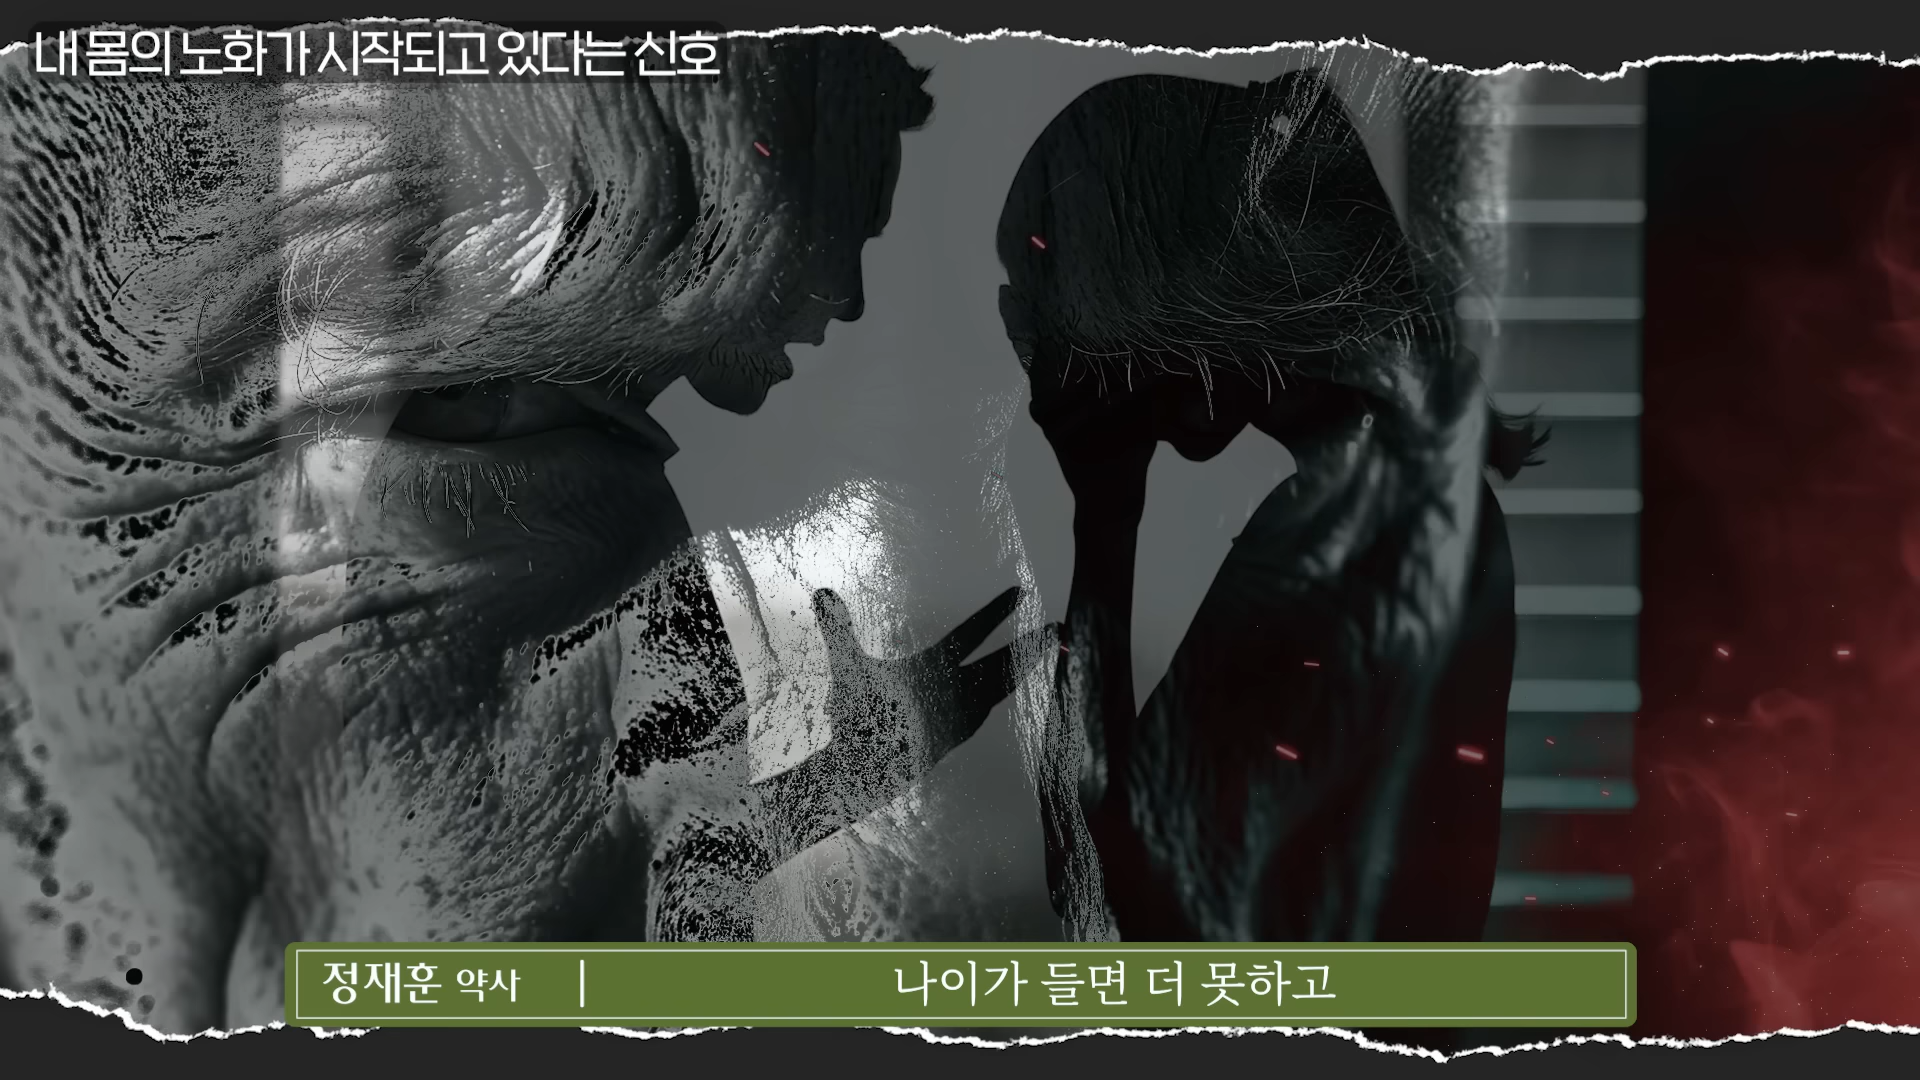 내 몸의 노화가 시작되고 있다는 신호
정재훈 약사 | 나이가 들면 더 못하고